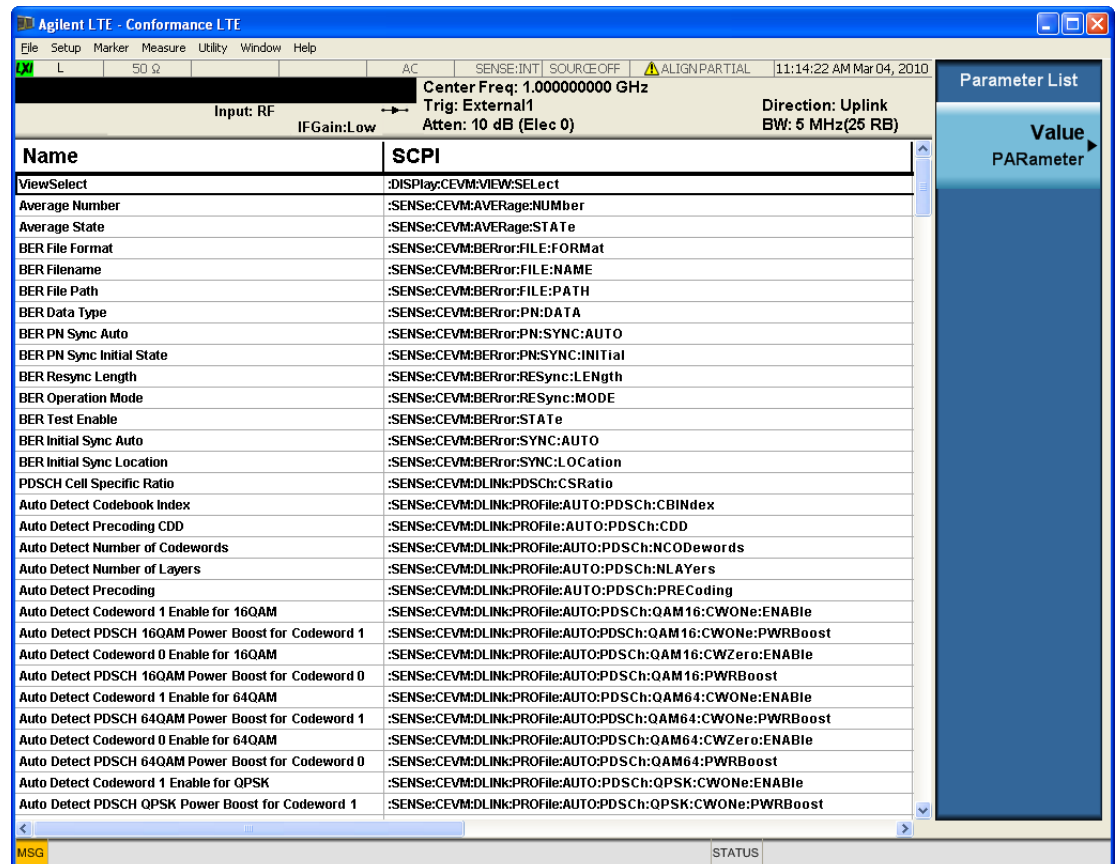 Agilent LTE - Conformance LTE
File Setup Marker Measure Utility Window Help
LXI L 50 Ω AC SENSE:INT SOURCE OFF ALIGN PARTIAL 11:14:22 AM Mar 04, 2010
Center Freq: 1.000000000 GHz
Input: RF Trig: External1 Direction: Uplink
IFGain:Low Atten: 10 dB (Elec 0) BW: 5 MHz(25 RB)
Parameter List
Value
PARameter
Name SCPI
ViewSelect :DISPlay:CEVM:VIEW:SELect
Average Number :SENSe:CEVM:AVERage:NUMber
Average State :SENSe:CEVM:AVERage:STATe
BER File Format :SENSe:CEVM:BERror:FILE:FORMat
BER Filename :SENSe:CEVM:BERror:FILE:NAME
BER File Path :SENSe:CEVM:BERror:FILE:PATH
BER Data Type :SENSe:CEVM:BERror:PN:DATA
BER PN Sync Auto :SENSe:CEVM:BERror:PN:SYNC:AUTO
BER PN Sync Initial State :SENSe:CEVM:BERror:PN:SYNC:INITial
BER Resync Length :SENSe:CEVM:BERror:RESync:LENgth
BER Operation Mode :SENSe:CEVM:BERror:RESync:MODE
BER Test Enable :SENSe:CEVM:BERror:STATe
BER Initial Sync Auto :SENSe:CEVM:BERror:SYNC:AUTO
BER Initial Sync Location :SENSe:CEVM:BERror:SYNC:LOCation
PDSCH Cell Specific Ratio :SENSe:CEVM:DLINk:PDSCh:CSRatio
Auto Detect Codebook Index :SENSe:CEVM:DLINk:PROFile:AUTO:PDSCh:CBINdex
Auto Detect Precoding CDD :SENSe:CEVM:DLINk:PROFile:AUTO:PDSCh:CDD
Auto Detect Number of Codewords :SENSe:CEVM:DLINk:PROFile:AUTO:PDSCh:NCODewords
Auto Detect Number of Layers :SENSe:CEVM:DLINk:PROFile:AUTO:PDSCh:NLAYers
Auto Detect Precoding :SENSe:CEVM:DLINk:PROFile:AUTO:PDSCh:PRECoding
Auto Detect Codeword 1 Enable for 16QAM :SENSe:CEVM:DLINk:PROFile:AUTO:PDSCh:QAM16:CWONe:ENABle
Auto Detect PDSCH 16QAM Power Boost for Codeword 1 :SENSe:CEVM:DLINk:PROFile:AUTO:PDSCh:QAM16:CWONe:PWRBoost
Auto Detect Codeword 0 Enable for 16QAM :SENSe:CEVM:DLINk:PROFile:AUTO:PDSCh:QAM16:CWZero:ENABle
Auto Detect PDSCH 16QAM Power Boost for Codeword 0 :SENSe:CEVM:DLINk:PROFile:AUTO:PDSCh:QAM16:PWRBoost
Auto Detect Codeword 1 Enable for 64QAM :SENSe:CEVM:DLINk:PROFile:AUTO:PDSCh:QAM64:CWONe:ENABle
Auto Detect PDSCH 64QAM Power Boost for Codeword 1 :SENSe:CEVM:DLINk:PROFile:AUTO:PDSCh:QAM64:CWONe:PWRBoost
Auto Detect Codeword 0 Enable for 64QAM :SENSe:CEVM:DLINk:PROFile:AUTO:PDSCh:QAM64:CWZero:ENABle
Auto Detect PDSCH 64QAM Power Boost for Codeword 0 :SENSe:CEVM:DLINk:PROFile:AUTO:PDSCh:QAM64:PWRBoost
Auto Detect Codeword 1 Enable for QPSK :SENSe:CEVM:DLINk:PROFile:AUTO:PDSCh:QPSK:CWONe:ENABle
Auto Detect PDSCH QPSK Power Boost for Codeword 1 :SENSe:CEVM:DLINk:PROFile:AUTO:PDSCh:QPSK:CWONe:PWRBoost
MSG STATUS